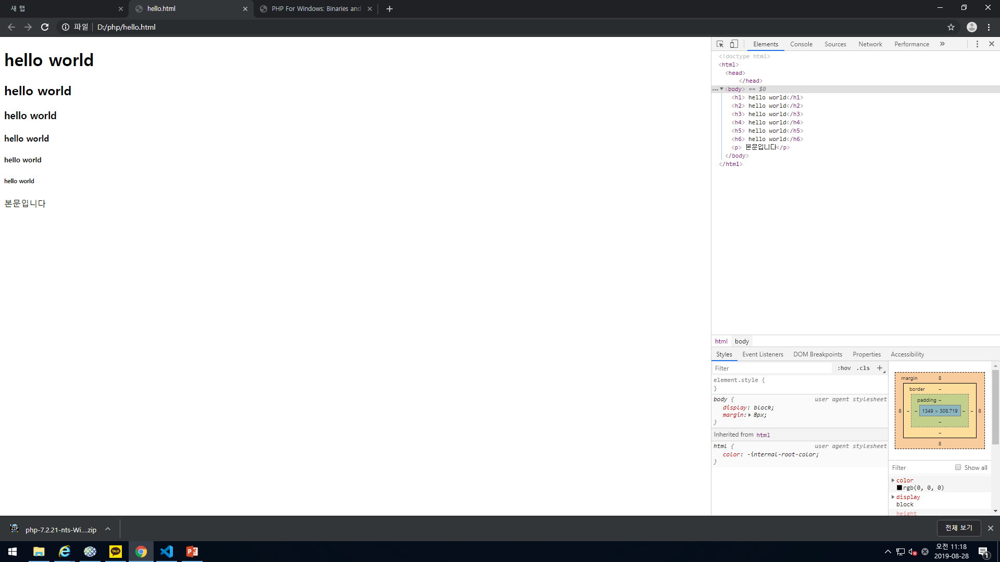 새 탭
hello.html
PHP For Windows: Binaries and
파일
D:/php/hello.html
hello world
hello world
hello world
hello world
hello world
hello world
본문입니다
Elements Console Sources Network Performance »
<!doctype html>
<html>
<head>
</head>
<body> == $0
<h1> hello world</h1>
<h2> hello world</h2>
<h3> hello world</h3>
<h4> hello world</h4>
<h5> hello world</h5>
<h6> hello world</h6>
<p> 본문입니다</p>
</body>
</html>
html body
Styles Event Listeners DOM Breakpoints Properties Accessibility
Filter :hov .cls +
element.style {
}
body { user agent stylesheet
display: block;
margin: 8px;
}
Inherited from html
html { user agent stylesheet
color: -internal-root-color;
}
margin 8
border –
padding –
8 – – 1349 × 308.719 – – 8
–
–
8
Filter Show all
color
rgb(0, 0, 0)
display
block
height
ZIP
php-7.2.21-nts-Wi....zip
전체 보기
TALK
오전 11:18
2019-08-28
1